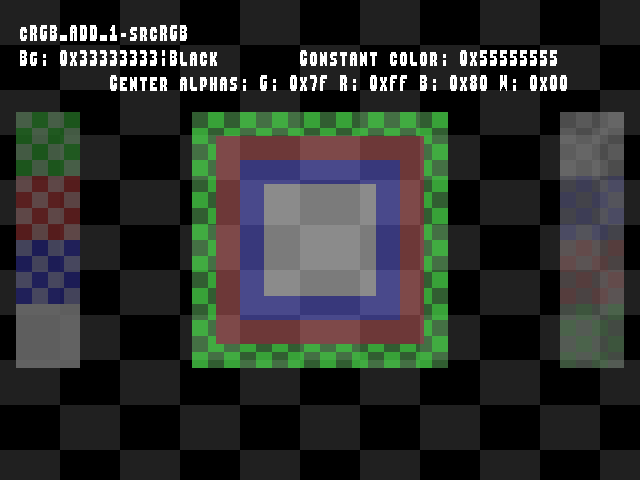 cRGB_ADD_1-srcRGB
Bg: 0x33333333¦Black Constant color: 0x55555555
Center alphas: G: 0x7f R: 0xff B: 0x80 W: 0x00